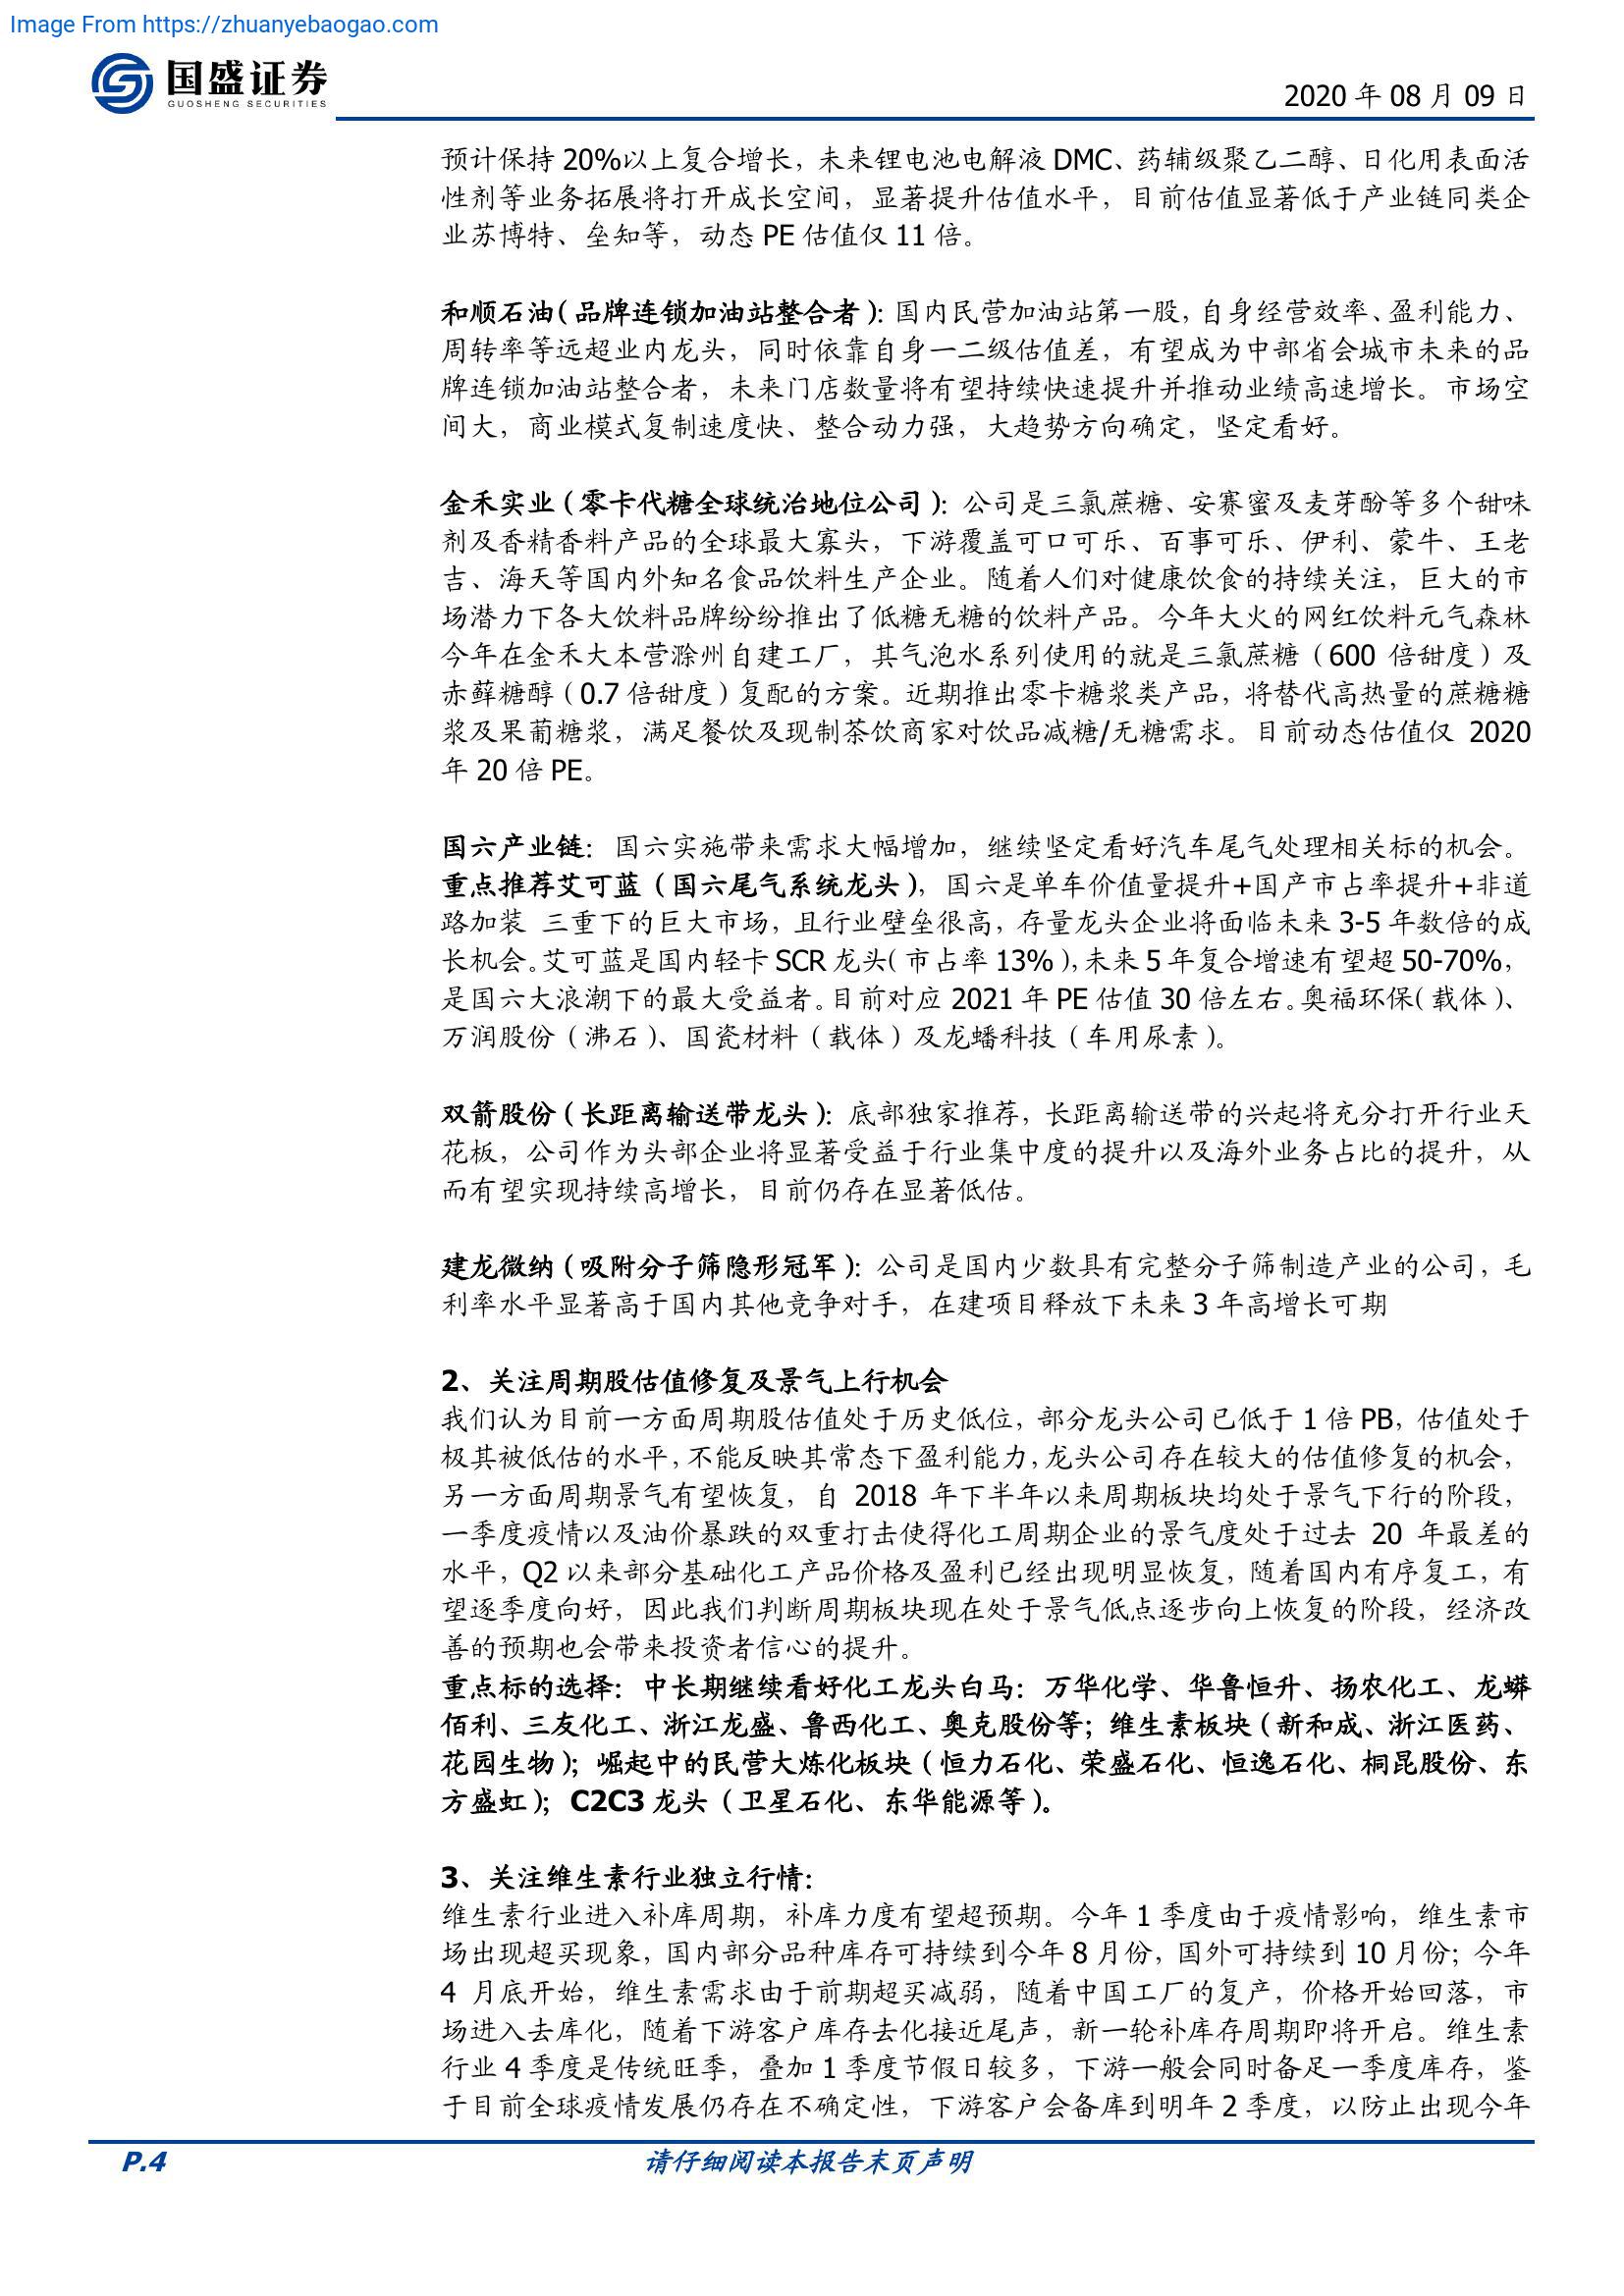 Image From https://zhuanyebaogao.com
国盛证券
GUOSHENG SECURITIES
2020 年 08 月 09 日
预计保持 20%以上复合增长，未来锂电池电解液 DMC、药辅级聚乙二醇、日化用表面活
性剂等业务拓展将打开成长空间，显著提升估值水平，目前估值显著低于产业链同类企
业苏博特、垒知等，动态 PE 估值仅 11 倍。
和顺石油（品牌连锁加油站整合者）：国内民营加油站第一股，自身经营效率、盈利能力、
周转率等远超业内龙头，同时依靠自身一二级估值差，有望成为中部省会城市未来的品
牌连锁加油站整合者，未来门店数量将有望持续快速提升并推动业绩高速增长。市场空
间大，商业模式复制速度快、整合动力强，大趋势方向确定，坚定看好。
金禾实业（零卡代糖全球统治地位公司）：公司是三氯蔗糖、安赛蜜及麦芽酚等多个甜味
剂及香精香料产品的全球最大寡头，下游覆盖可口可乐、百事可乐、伊利、蒙牛、王老
吉、海天等国内外知名食品饮料生产企业。随着人们对健康饮食的持续关注，巨大的市
场潜力下各大饮料品牌纷纷推出了低糖无糖的饮料产品。今年大火的网红饮料元气森林
今年在金禾大本营滁州自建工厂，其气泡水系列使用的就是三氯蔗糖（600 倍甜度）及
赤藓糖醇（0.7 倍甜度）复配的方案。近期推出零卡糖浆类产品，将替代高热量的蔗糖糖
浆及果葡糖浆，满足餐饮及现制茶饮商家对饮品减糖/无糖需求。目前动态估值仅 2020
年 20 倍 PE。
国六产业链：国六实施带来需求大幅增加，继续坚定看好汽车尾气处理相关标的机会。
重点推荐艾可蓝（国六尾气系统龙头），国六是单车价值量提升+国产市占率提升+非道
路加装 三重下的巨大市场，且行业壁垒很高，存量龙头企业将面临未来 3-5 年数倍的成
长机会。艾可蓝是国内轻卡 SCR 龙头（市占率 13%），未来 5 年复合增速有望超 50-70%，
是国六大浪潮下的最大受益者。目前对应 2021 年 PE 估值 30 倍左右。奥福环保（载体）、
万润股份（沸石）、国瓷材料（载体）及龙蟠科技（车用尿素）。
双箭股份（长距离输送带龙头）：底部独家推荐，长距离输送带的兴起将充分打开行业天
花板，公司作为头部企业将显著受益于行业集中度的提升以及海外业务占比的提升，从
而有望实现持续高增长，目前仍存在显著低估。
建龙微纳（吸附分子筛隐形冠军）：公司是国内少数具有完整分子筛制造产业的公司，毛
利率水平显著高于国内其他竞争对手，在建项目释放下未来 3 年高增长可期
2、关注周期股估值修复及景气上行机会
我们认为目前一方面周期股估值处于历史低位，部分龙头公司已低于 1 倍 PB，估值处于
极其被低估的水平，不能反映其常态下盈利能力，龙头公司存在较大的估值修复的机会，
另一方面周期景气有望恢复，自 2018 年下半年以来周期板块均处于景气下行的阶段，
一季度疫情以及油价暴跌的双重打击使得化工周期企业的景气度处于过去 20 年最差的
水平，Q2 以来部分基础化工产品价格及盈利已经出现明显恢复，随着国内有序复工，有
望逐季度向好，因此我们判断周期板块现在处于景气低点逐步向上恢复的阶段，经济改
善的预期也会带来投资者信心的提升。
重点标的选择：中长期继续看好化工龙头白马：万华化学、华鲁恒升、扬农化工、龙蟒
佰利、三友化工、浙江龙盛、鲁西化工、奥克股份等；维生素板块（新和成、浙江医药、
花园生物）；崛起中的民营大炼化板块（恒力石化、荣盛石化、恒逸石化、桐昆股份、东
方盛虹）；C2C3 龙头（卫星石化、东华能源等）。
3、关注维生素行业独立行情：
维生素行业进入补库周期，补库力度有望超预期。今年 1 季度由于疫情影响，维生素市
场出现超买现象，国内部分品种库存可持续到今年 8 月份，国外可持续到 10 月份；今年
4 月底开始，维生素需求由于前期超买减弱，随着中国工厂的复产，价格开始回落，市
场进入去库化，随着下游客户库存去化接近尾声，新一轮补库存周期即将开启。维生素
行业 4 季度是传统旺季，叠加 1 季度节假日较多，下游一般会同时备足一季度库存，鉴
于目前全球疫情发展仍存在不确定性，下游客户会备库到明年 2 季度，以防止出现今年
P.4
请仔细阅读本报告末页声明